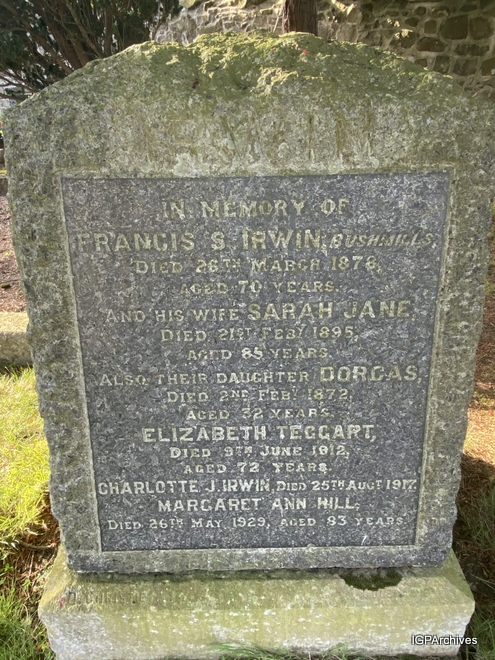 IN MEMORY OF
FRANCIS S. IRWIN, BUSHMILLS,
DIED 26TH MARCH 1878,
AGED 70 YEARS.
AND HIS WIFE SARAH JANE,
DIED 21ST FEBY 1895,
AGED 85 YEARS.
ALSO THEIR DAUGHTER DORCAS,
DIED 2ND FEBY 1872,
AGED 32 YEARS.
ELIZABETH TEGGART,
DIED 9TH JUNE 1912,
AGED 72 YEARS.
CHARLOTTE J. IRWIN, DIED 25TH AUGT 1917.
MARGARET ANN HILL,
DIED 26TH MAY 1929, AGED 83 YEARS.
IGPArchives